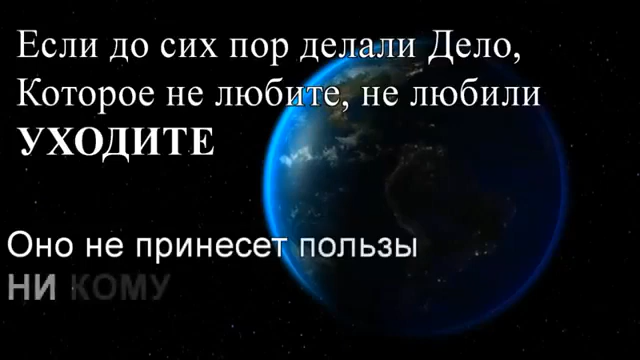 Если до сих пор делали Дело,
Которое не любите, не любили
УХОДИТЕ
Оно не принесет пользы
НИ КОМУ